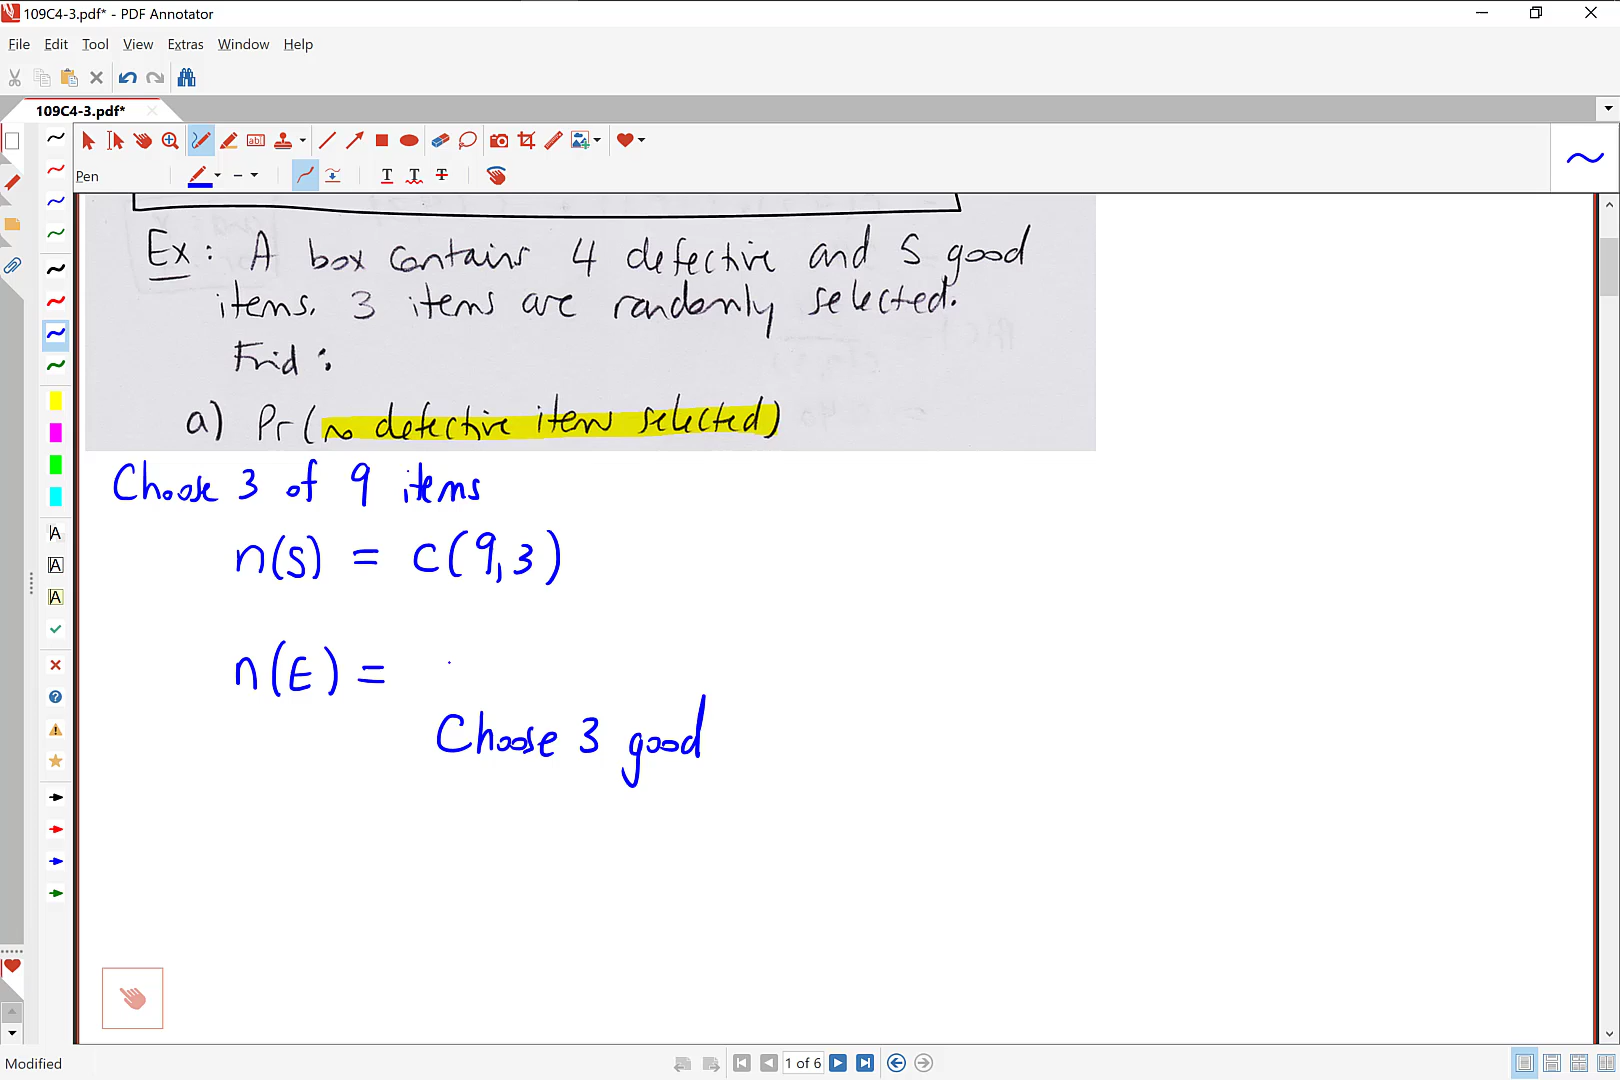 109C4-3.pdf* - PDF Annotator
File Edit Tool View Extras Window Help
109C4-3.pdf*
Pen
Ex: A box contains 4 defective and 5 good
items. 3 items are randomly selected.
Find:
a) Pr(no defective items selected)
Choose 3 of 9 items
n(S) = C(9,3)
n(E) =
Choose 3 good
Modified
1 of 6